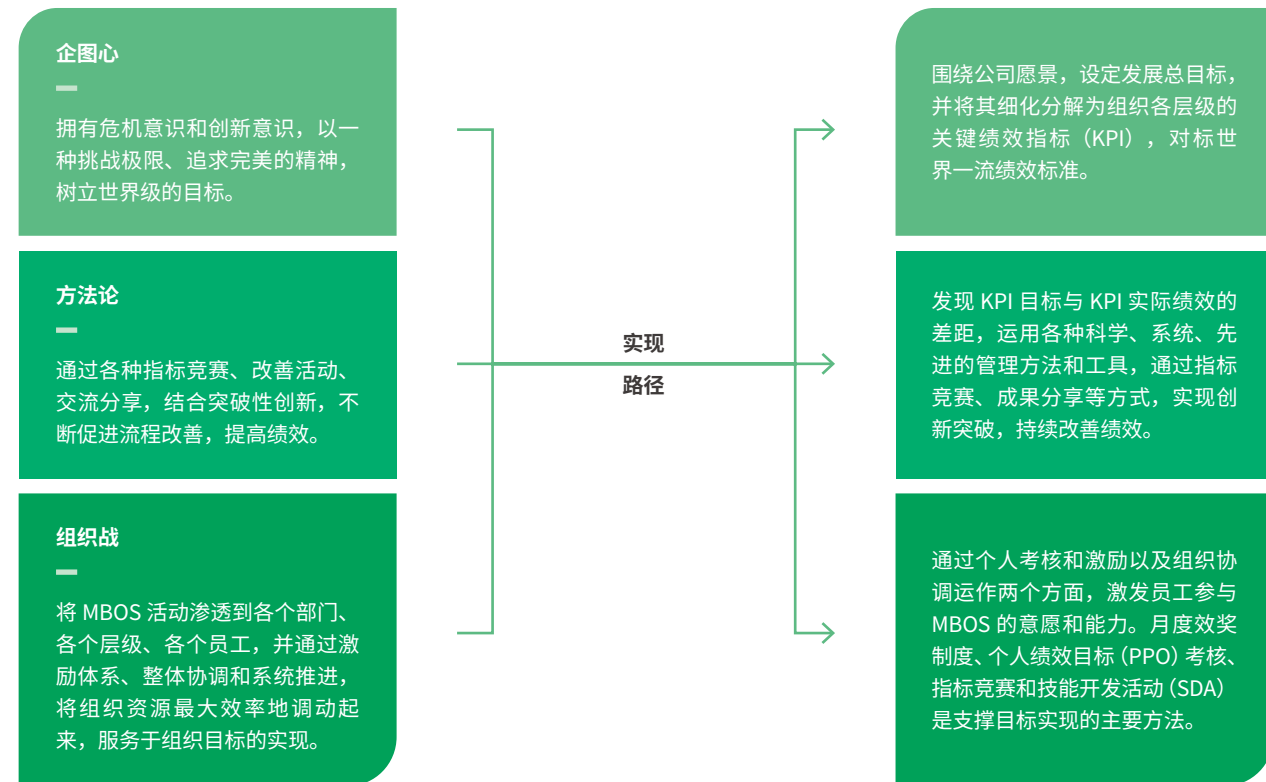 企图心
拥有危机意识和创新意识，以一
种挑战极限、追求完美的精神，
树立世界级的目标。
方法论
通过各种指标竞赛、改善活动、
交流分享，结合突破性创新，不
断促进流程改善，提高绩效。
组织战
将 MBOS 活动渗透到各个部门、
各个层级、各个员工，并通过激
励体系、整体协调和系统推进，
将组织资源最大效率地调动起
来，服务于组织目标的实现。
实现
路径
围绕公司愿景，设定发展总目标，
并将其细化分解为组织各层级的
关键绩效指标（KPI），对标世
界一流绩效标准。
发现 KPI 目标与 KPI 实际绩效的
差距，运用各种科学、系统、先
进的管理方法和工具，通过指标
竞赛、成果分享等方式，实现创
新突破，持续改善绩效。
通过个人考核和激励以及组织协
调运作两个方面，激发员工参与
MBOS 的意愿和能力。月度效奖
制度、个人绩效目标（PPO）考核、
指标竞赛和技能开发活动（SDA）
是支撑目标实现的主要方法。